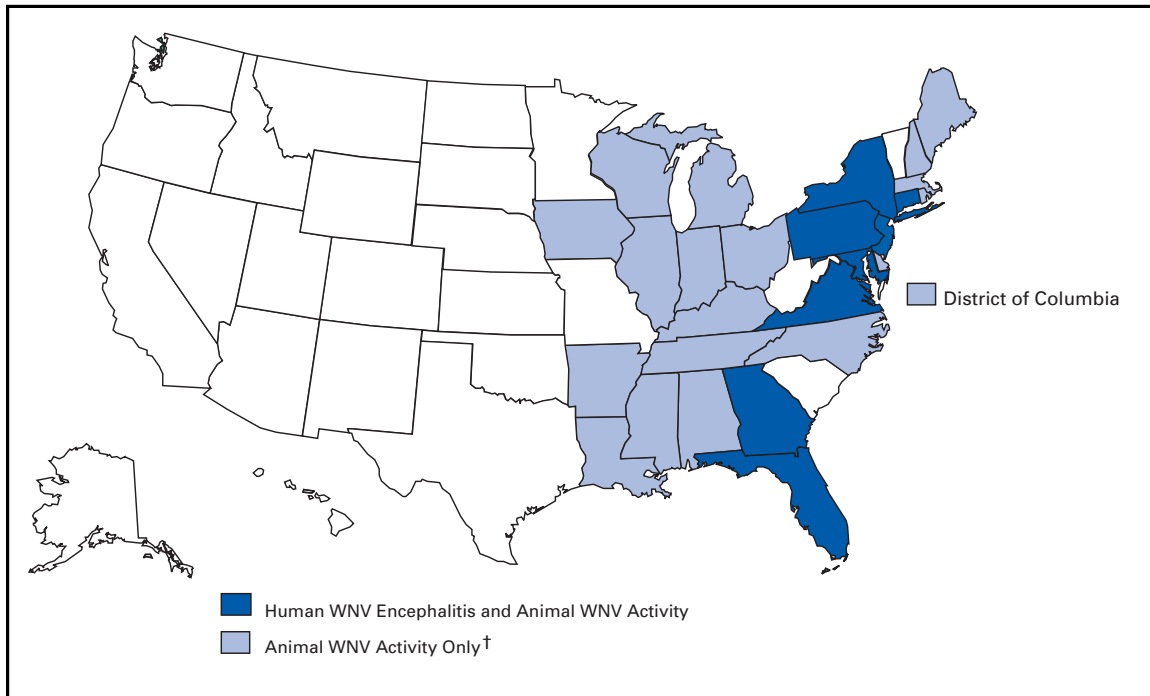 District of Columbia
Human WNV Encephalitis and Animal WNV Activity
Animal WNV Activity Only†